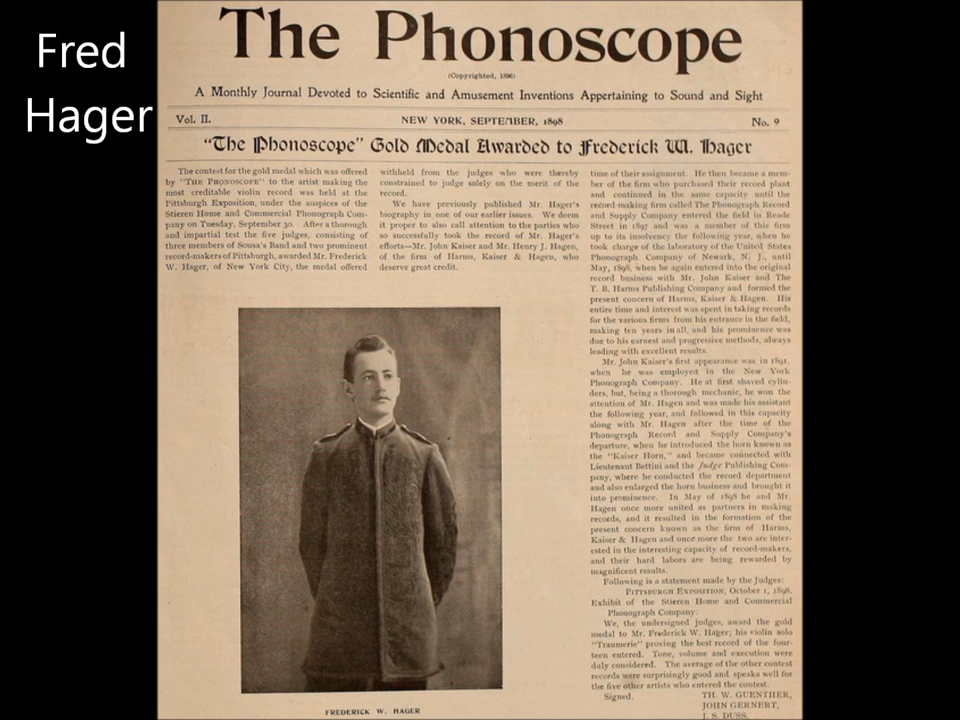 Fred
Hager
The Phonoscope
(Copyrighted, 1896)
A Monthly Journal Devoted to Scientific and Amusement Inventions Appertaining to Sound and Sight
Vol. II.
NEW YORK, SEPTEMBER, 1898
No. 9
"The Phonoscope" Gold Medal Awarded to Frederick W. Hager
The contest for the gold medal which was offered
by "THE PHONOSCOPE" to the artist making the
most creditable violin record was held at the
Pittsburg Exposition, under the auspices of the
Stieren Home and Commercial Phonograph Com-
pany on Tuesday, September 30. After a thorough
and impartial test the five judges, consisting of
three members of Sousa's Band and two prominent
record-makers of Pittsburg, awarded Mr. Frederick
W. Hager, of New York City, the medal offered
withheld from the judges who were thereby
constrained to judge solely on the merit of the
record.
We have previously published Mr. Hager's
biography in one of our earlier issues. We deem
it proper to also call attention to the parties who
so successfully took the record of Mr. Hager's
efforts—Mr. John Kaiser and Mr. Henry J. Hagen,
of the firm of Harms, Kaiser & Hagen, who
deserve great credit.
time of their assignment. He then became a mem-
ber of the firm who purchased their record plant
and continued in the same capacity until the
record-making firm called The Phonograph Record
and Supply Company entered the field in Reade
Street in 1897 and was a member of this firm
up to its insolvency the following year, when he
took charge of the laboratory of the United States
Phonograph Company of Newark, N. J., until
May, 1898, when he again entered into the original
record business with Mr. John Kaiser and The
T. B. Harms Publishing Company and formed the
present concern of Harms, Kaiser & Hagen. His
entire time and interest was spent in taking records
for the various firms from his entrance in the field,
making ten years in all, and his prominence was
due to his earnest and progressive methods, always
leading with excellent results.
Mr. John Kaiser's first appearance was in 1891,
when he was employed in the New York
Phonograph Company. He at first shaved cylin-
ders, but, being a thorough mechanic, he won the
attention of Mr. Hagen and was made his assistant
the following year, and followed in this capacity
along with Mr. Hagen after the time of the
Phonograph Record and Supply Company's
departure, when he introduced the horn known as
the "Kaiser Horn," and became connected with
Lieutenant Bettini and the Judge Publishing Com-
pany, where he conducted the record department
and also enlarged the horn business and brought it
into prominence. In May of 1898 he and Mr.
Hagen once more united as partners in making
records, and it resulted in the formation of the
present concern known as the firm of Harms,
Kaiser & Hagen and once more the two are inter-
ested in the interesting capacity of record-makers,
and their hard labors are being rewarded by
magnificent results.
Following is a statement made by the Judges:
PITTSBURGH EXPOSITION, October 1, 1898.
Exhibit of the Stieren Home and Commercial
Phonograph Company:
We, the undersigned judges, award the gold
medal to Mr. Frederick W. Hager; his violin solo
"Traumerie" proving the best record of the four-
teen entered. Tone, volume and execution were
duly considered. The average of the other contest
records were surprisingly good and speaks well for
the five other artists who entered the contest.
Signed. TH. W. GUENTHER,
JOHN GERNERT,
J. S. DUSS,
FREDERICK W. HAGER